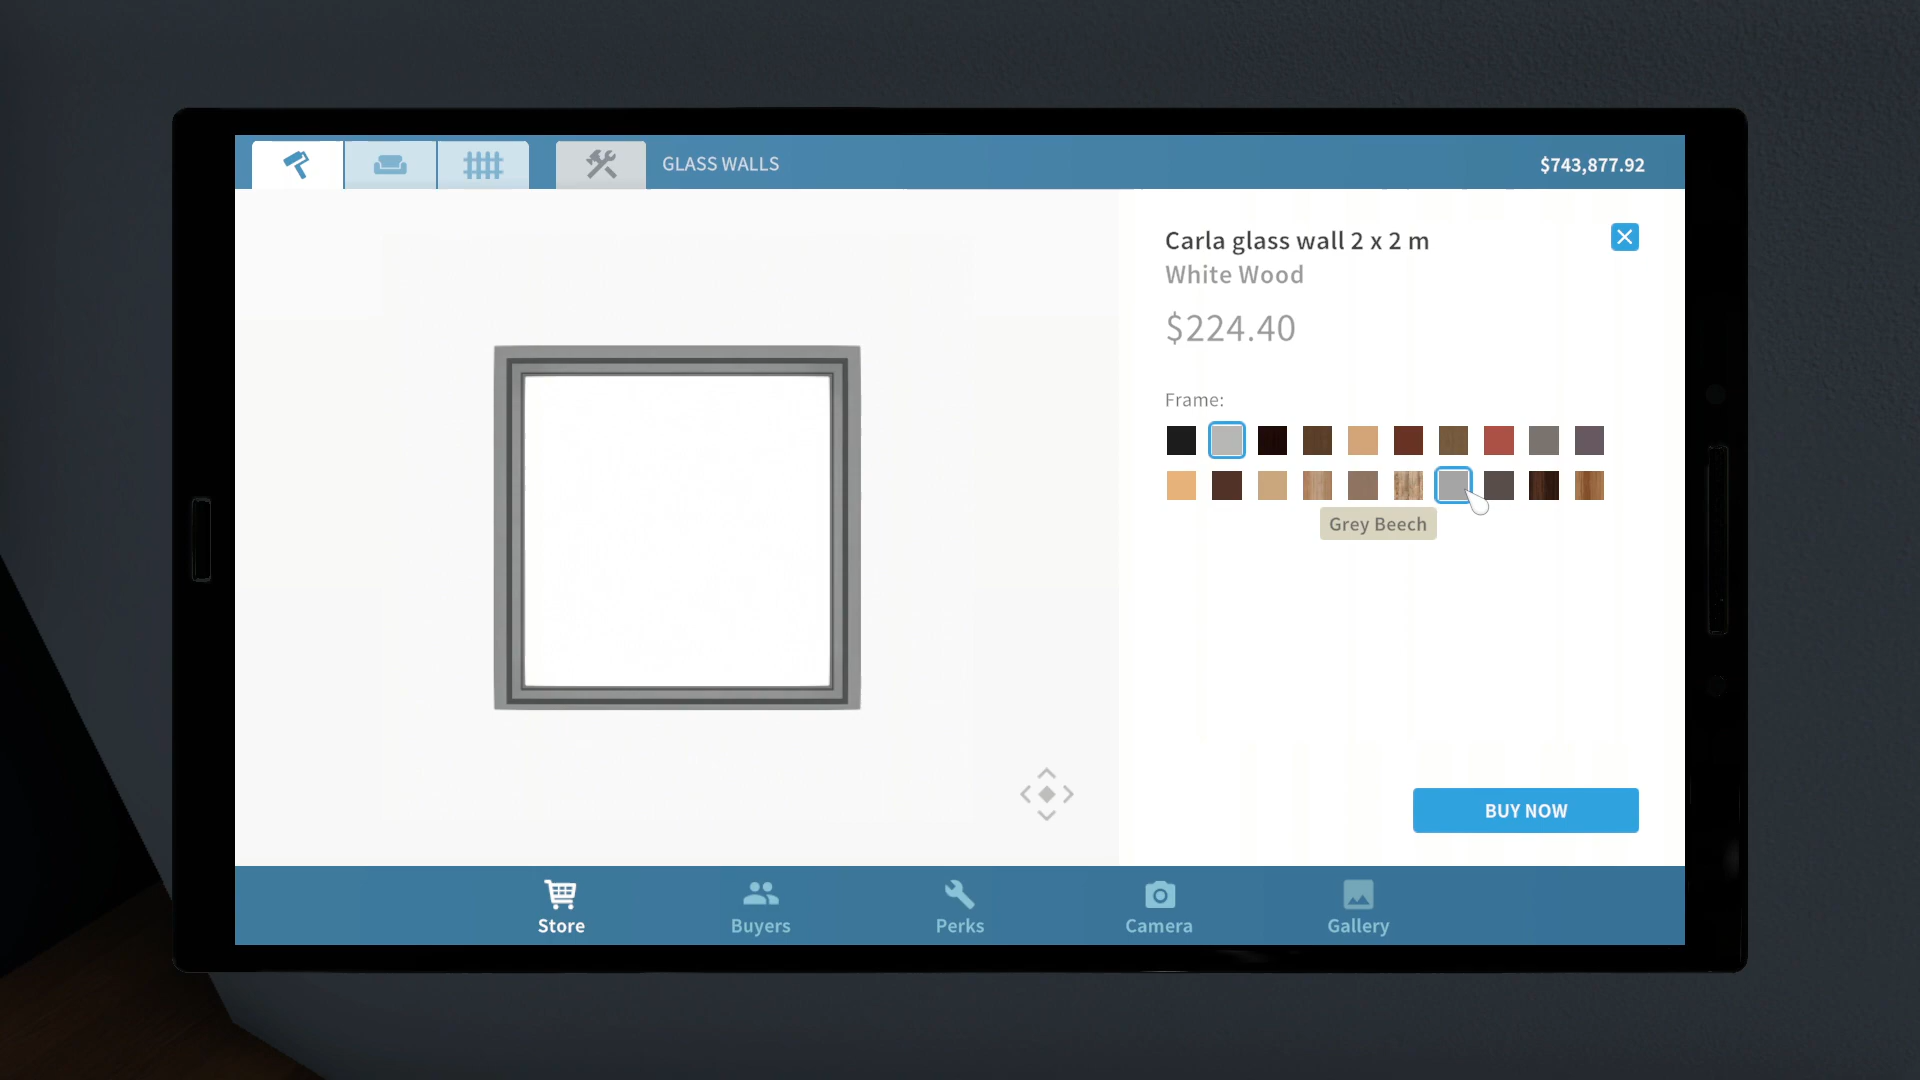 GLASS WALLS
$743,877.92
Carla glass wall 2 x 2 m
White Wood
$224.40
Frame:
Grey Beech
BUY NOW
Store
Buyers
Perks
Camera
Gallery